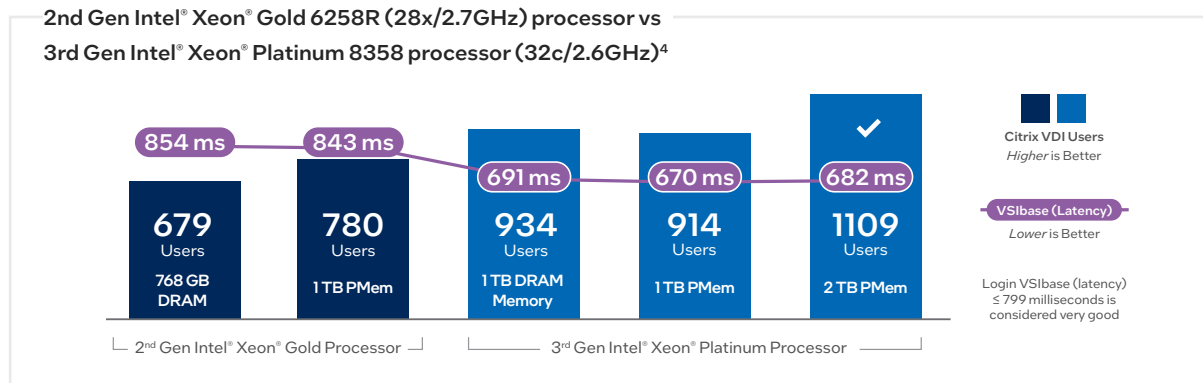 2nd Gen Intel® Xeon® Gold 6258R (28x/2.7GHz) processor vs
3rd Gen Intel® Xeon® Platinum 8358 processor (32c/2.6GHz)⁴
854 ms
843 ms
691 ms
670 ms
682 ms
679
Users
768 GB
DRAM
780
Users
1 TB PMem
934
Users
1 TB DRAM
Memory
914
Users
1 TB PMem
1109
Users
2 TB PMem
2nd Gen Intel® Xeon® Gold Processor
3rd Gen Intel® Xeon® Platinum Processor
Citrix VDI Users
Higher is Better
VSIbase (Latency)
Lower is Better
Login VSIbase (latency)
≤ 799 milliseconds is
considered very good